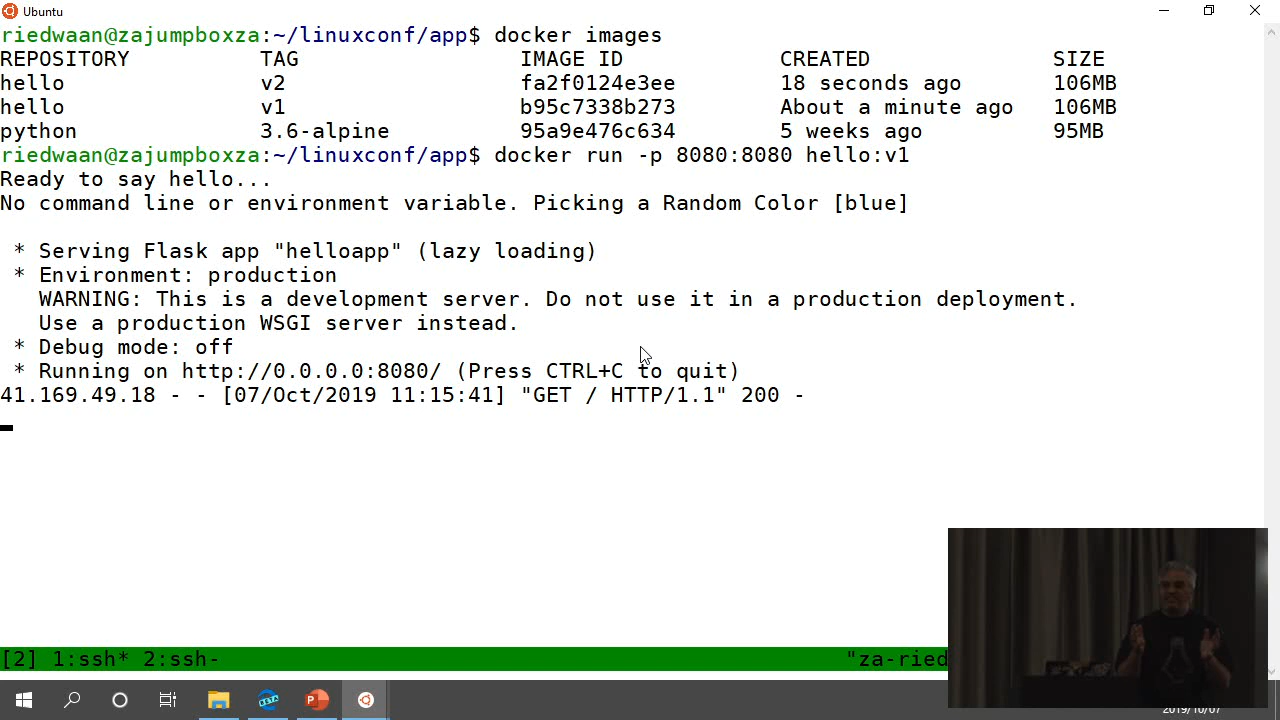 Ubuntu
riedwaan@zajumpboxza:~/linuxconf/app$ docker images
REPOSITORY TAG IMAGE ID CREATED SIZE
hello v2 fa2f0124e3ee 18 seconds ago 106MB
hello v1 b95c7338b273 About a minute ago 106MB
python 3.6-alpine 95a9e476c634 5 weeks ago 95MB
riedwaan@zajumpboxza:~/linuxconf/app$ docker run -p 8080:8080 hello:v1
Ready to say hello...
No command line or environment variable. Picking a Random Color [blue]
* Serving Flask app "helloapp" (lazy loading)
* Environment: production
WARNING: This is a development server. Do not use it in a production deployment.
Use a production WSGI server instead.
* Debug mode: off
* Running on http://0.0.0.0:8080/ (Press CTRL+C to quit)
41.169.49.18 - - [07/Oct/2019 11:15:41] "GET / HTTP/1.1" 200 -
[2] 1:ssh* 2:ssh- "za-ried
BETA
P
2019/10/07